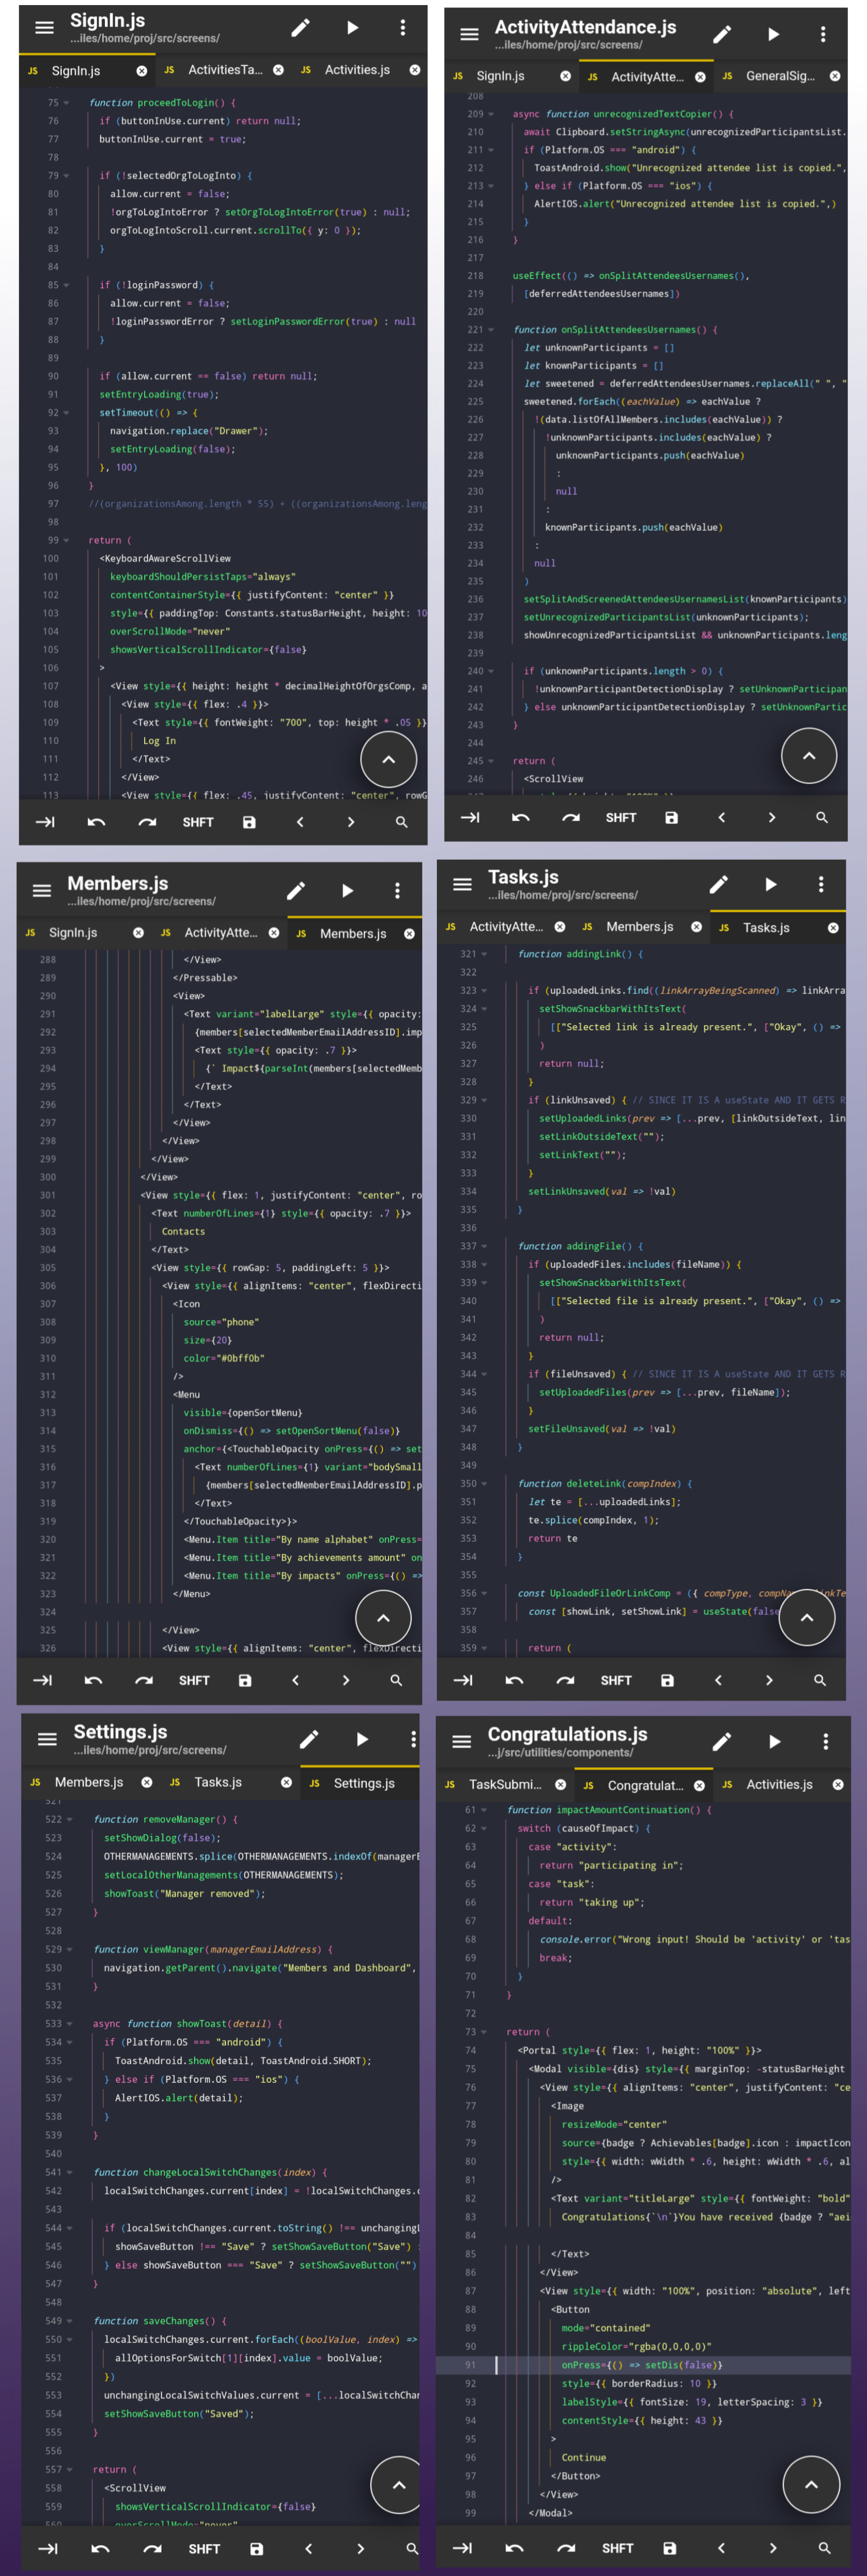 SignIn.js
...iles/home/proj/src/screens/
JS SignIn.js JS ActivitiesTa... JS Activities.js
75 function proceedToLogin() {
76 if (buttonInUse.current) return null;
77 buttonInUse.current = true;
78
79 if (!selectedOrgToLogInto) {
80 allow.current = false;
81 !orgToLogIntoError ? setOrgToLogIntoError(true) : null;
82 orgToLogIntoScroll.current.scrollTo({ y: 0 });
83 }
84
85 if (!loginPassword) {
86 allow.current = false;
87 !loginPasswordError ? setLoginPasswordError(true) : null
88 }
89
90 if (allow.current == false) return null;
91 setEntryLoading(true);
92 setTimeout(() => {
93 navigation.replace("Drawer");
94 setEntryLoading(false);
95 }, 100)
96 }
97 //(organizationsAmong.length * 55) + ((organizationsAmong.leng
98
99 return (
100 <KeyboardAwareScrollView
101 keyboardShouldPersistTaps="always"
102 contentContainerStyle={{ justifyContent: "center" }}
103 style={{ paddingTop: Constants.statusBarHeight, height: 10
104 overScrollMode="never"
105 showsVerticalScrollIndicator={false}
106 >
107 <View style={{ height: height * decimalHeightOfOrgsComp, a
108 <View style={{ flex: .4 }}>
109 <Text style={{ fontWeight: "700", top: height * .05 }}
110 Log In
111 </Text>
112 </View>
113 <View style={{ flex: .45, justifyContent: "center", rowG
SHFT
ActivityAttendance.js
...iles/home/proj/src/screens/
JS SignIn.js JS ActivityAtte... JS GeneralSig...
208
209 async function unrecognizedTextCopier() {
210 await Clipboard.setStringAsync(unrecognizedParticipantsList.
211 if (Platform.OS === "android") {
212 ToastAndroid.show("Unrecognized attendee list is copied.",
213 } else if (Platform.OS === "ios") {
214 AlertIOS.alert("Unrecognized attendee list is copied.",)
215 }
216 }
217
218 useEffect(() => onSplitAttendeesUsernames(),
219 [deferredAttendeesUsernames])
220
221 function onSplitAttendeesUsernames() {
222 let unknownParticipants = []
223 let knownParticipants = []
224 let sweetened = deferredAttendeesUsernames.replaceAll(" ", "
225 sweetened.forEach((eachValue) => eachValue ?
226 !(data.listOfAllMembers.includes(eachValue)) ?
227 !unknownParticipants.includes(eachValue) ?
228 unknownParticipants.push(eachValue)
229 :
230 null
231 :
232 knownParticipants.push(eachValue)
233 :
234 null
235 )
236 setSplitAndScreenedAttendeesUsernamesList(knownParticipants)
237 setUnrecognizedParticipantsList(unknownParticipants);
238 showUnrecognizedParticipantsList && unknownParticipants.leng
239
240 if (unknownParticipants.length > 0) {
241 !unknownParticipantDetectionDisplay ? setUnknownParticipan
242 } else unknownParticipantDetectionDisplay ? setUnknownPartic
243 }
244
245 return (
246 <ScrollView
SHFT
Members.js
...iles/home/proj/src/screens/
JS SignIn.js JS ActivityAtte... JS Members.js
288 </View>
289 </Pressable>
290 <View>
291 <Text variant="labelLarge" style={{ opacity:
292 {members[selectedMemberEmailAddressID].imp
293 <Text style={{ opacity: .7 }}>
294 {` Impact${parseInt(members[selectedMemb
295 </Text>
296 </Text>
297 </View>
298 </View>
299 </View>
300 </View>
301 <View style={{ flex: 1, justifyContent: "center", ro
302 <Text numberOfLines={1} style={{ opacity: .7 }}>
303 Contacts
304 </Text>
305 <View style={{ rowGap: 5, paddingLeft: 5 }}>
306 <View style={{ alignItems: "center", flexDirecti
307 <Icon
308 source="phone"
309 size={20}
310 color="#0bff0b"
311 />
312 <Menu
313 visible={openSortMenu}
314 onDismiss={() => setOpenSortMenu(false)}
315 anchor={<TouchableOpacity onPress={() => set
316 <Text numberOfLines={1} variant="bodySmall
317 {members[selectedMemberEmailAddressID].p
318 </Text>
319 </TouchableOpacity>}>
320 <Menu.Item title="By name alphabet" onPress=
321 <Menu.Item title="By achievements amount" on
322 <Menu.Item title="By impacts" onPress={() =>
323 </Menu>
324
325 </View>
326 <View style={{ alignItems: "center", flexDirecti
SHFT
Tasks.js
...iles/home/proj/src/screens/
JS ActivityAtte... JS Members.js JS Tasks.js
321 function addingLink() {
322
323 if (uploadedLinks.find((linkArrayBeingScanned) => linkArra
324 setShowSnackbarWithItsText(
325 [["Selected link is already present.", ["Okay", () =>
326 )
327 return null;
328 }
329 if (linkUnsaved) { // SINCE IT IS A useState AND IT GETS R
330 setUploadedLinks(prev => [...prev, [linkOutsideText, lin
331 setLinkOutsideText("");
332 setLinkText("");
333 }
334 setLinkUnsaved(val => !val)
335 }
336
337 function addingFile() {
338 if (uploadedFiles.includes(fileName)) {
339 setShowSnackbarWithItsText(
340 [["Selected file is already present.", ["Okay", () =>
341 )
342 return null;
343 }
344 if (fileUnsaved) { // SINCE IT IS A useState AND IT GETS R
345 setUploadedFiles(prev => [...prev, fileName]);
346 }
347 setFileUnsaved(val => !val)
348 }
349
350 function deleteLink(compIndex) {
351 let te = [...uploadedLinks];
352 te.splice(compIndex, 1);
353 return te
354 }
355
356 const UploadedFileOrLinkComp = ({ compType, compNa linkTe
357 const [showLink, setShowLink] = useState(false
358
359 return (
SHFT
Settings.js
...iles/home/proj/src/screens/
JS Members.js JS Tasks.js JS Settings.js
521
522 function removeManager() {
523 setShowDialog(false);
524 OTHERMANAGEMENTS.splice(OTHERMANAGEMENTS.indexOf(managerE
525 setLocalOtherManagements(OTHERMANAGEMENTS);
526 showToast("Manager removed");
527 }
528
529 function viewManager(managerEmailAddress) {
530 navigation.getParent().navigate("Members and Dashboard",
531 }
532
533 async function showToast(detail) {
534 if (Platform.OS === "android") {
535 ToastAndroid.show(detail, ToastAndroid.SHORT);
536 } else if (Platform.OS === "ios") {
537 AlertIOS.alert(detail);
538 }
539 }
540
541 function changeLocalSwitchChanges(index) {
542 localSwitchChanges.current[index] = !localSwitchChanges.c
543
544 if (localSwitchChanges.current.toString() !== unchangingL
545 showSaveButton !== "Save" ? setShowSaveButton("Save") :
546 } else showSaveButton === "Save" ? setShowSaveButton("")
547 }
548
549 function saveChanges() {
550 localSwitchChanges.current.forEach((boolValue, index) =>
551 allOptionsForSwitch[1][index].value = boolValue;
552 })
553 unchangingLocalSwitchValues.current = [...localSwitchChan
554 setShowSaveButton("Saved");
555 }
556
557 return (
558 <ScrollView
559 showsVerticalScrollIndicator={false}
560 overScrollMode="never"
SHFT
Congratulations.js
...j/src/utilities/components/
JS TaskSubmi... JS Congratulat... JS Activities.js
61 function impactAmountContinuation() {
62 switch (causeOfImpact) {
63 case "activity":
64 return "participating in";
65 case "task":
66 return "taking up";
67 default:
68 console.error("Wrong input! Should be 'activity' or 'tas
69 break;
70 }
71 }
72
73 return (
74 <Portal style={{ flex: 1, height: "100%" }}>
75 <Modal visible={dis} style={{ marginTop: -statusBarHeight
76 <View style={{ alignItems: "center", justifyContent: "ce
77 <Image
78 resizeMode="center"
79 source={badge ? Achievables[badge].icon : impactIcon
80 style={{ width: wWidth * .6, height: wWidth * .6, al
81 />
82 <Text variant="titleLarge" style={{ fontWeight: "bold"
83 Congratulations{`\n`}You have received {badge ? "aei
84
85 </Text>
86 </View>
87 <View style={{ width: "100%", position: "absolute", left
88 <Button
89 mode="contained"
90 rippleColor="rgba(0,0,0,0)"
91 onPress={() => setDis(false)}
92 style={{ borderRadius: 10 }}
93 labelStyle={{ fontSize: 19, letterSpacing: 3 }}
94 contentStyle={{ height: 43 }}
95 >
96 Continue
97 </Button>
98 </View>
99 </Modal>
SHFT